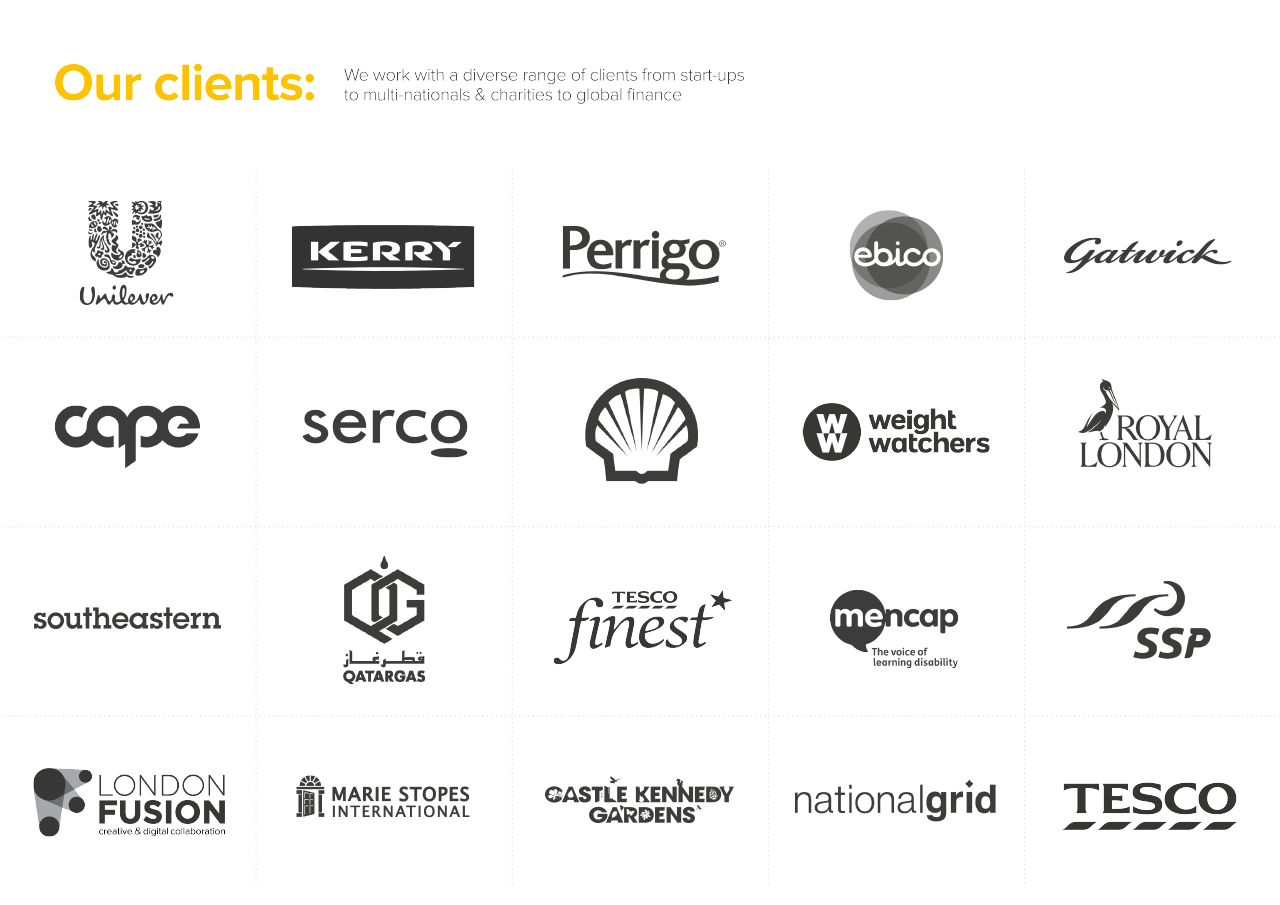 Our clients:
We work with a diverse range of clients from start-ups
to multi-nationals & charities to global finance
Unilever
KERRY
Perrigo®
ebico
Gatwick
cape
serco
W
W
weight
watchers
ROYAL
LONDON
southeastern
QG
قطرغاز
QATARGAS
TESCO
finest
mencap
The voice of
learning disability
SSP
LONDON
FUSION
creative & digital collaboration
MARIE STOPES
INTERNATIONAL
CASTLE KENNEDY
GARDENS
nationalgrid
TESCO